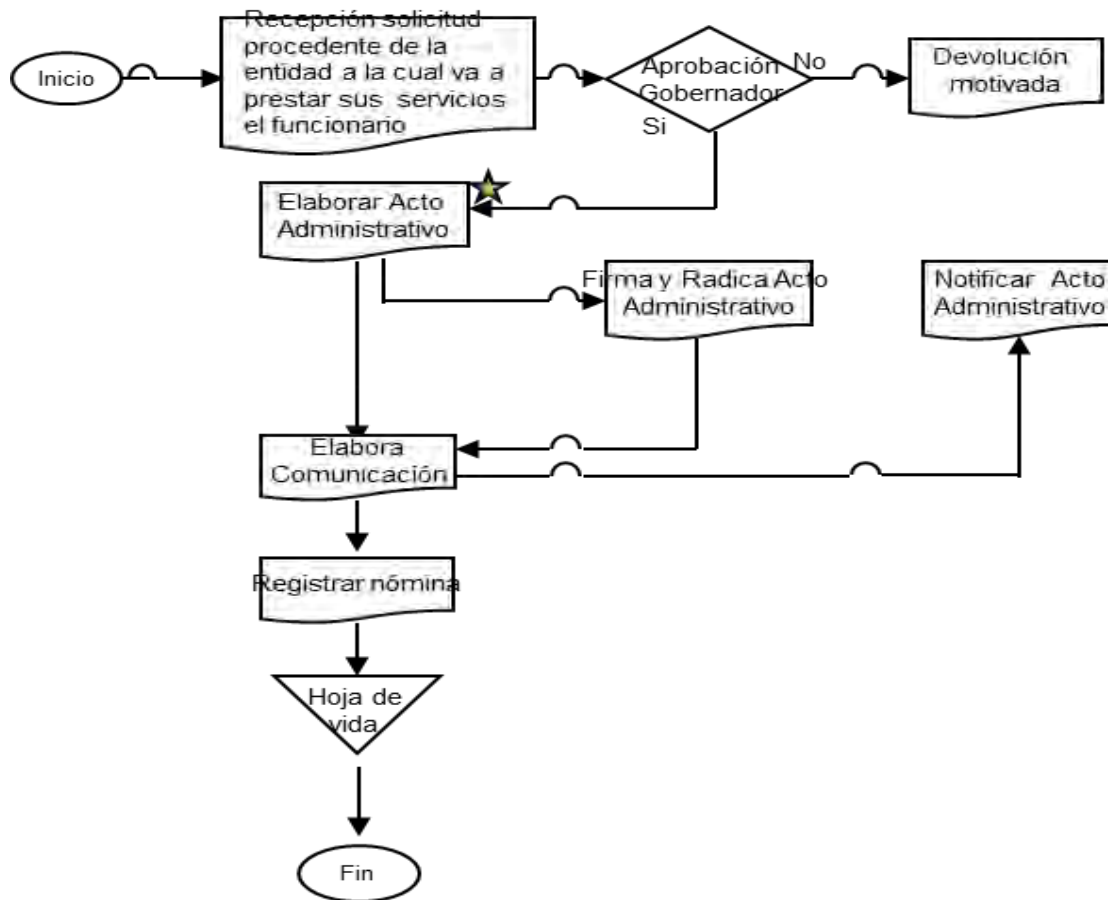 Inicio
Recepción solicitud
procedente de la
entidad a la cual va a
prestar sus servicios
el funcionario
Aprobación
Gobernador
No
Si
Devolución
motivada
Elaborar Acto
Administrativo
Firma y Radica Acto
Administrativo
Notificar Acto
Administrativo
Elabora
Comunicación
Registrar nómina
Hoja de
vida
Fin